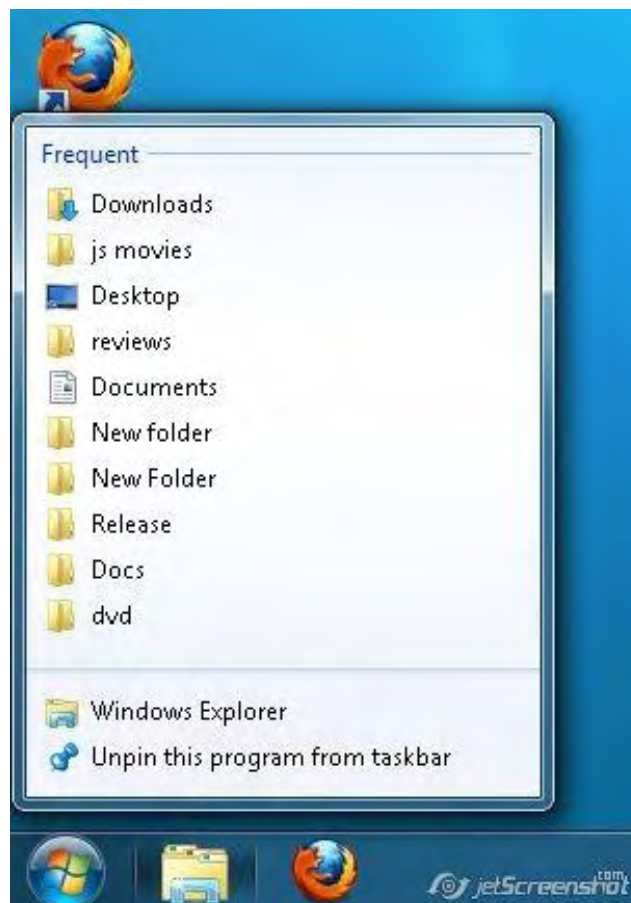 Frequent
Downloads
js movies
Desktop
reviews
Documents
New folder
New Folder
Release
Docs
dvd
Windows Explorer
Unpin this program from taskbar
jetScreenshot.com